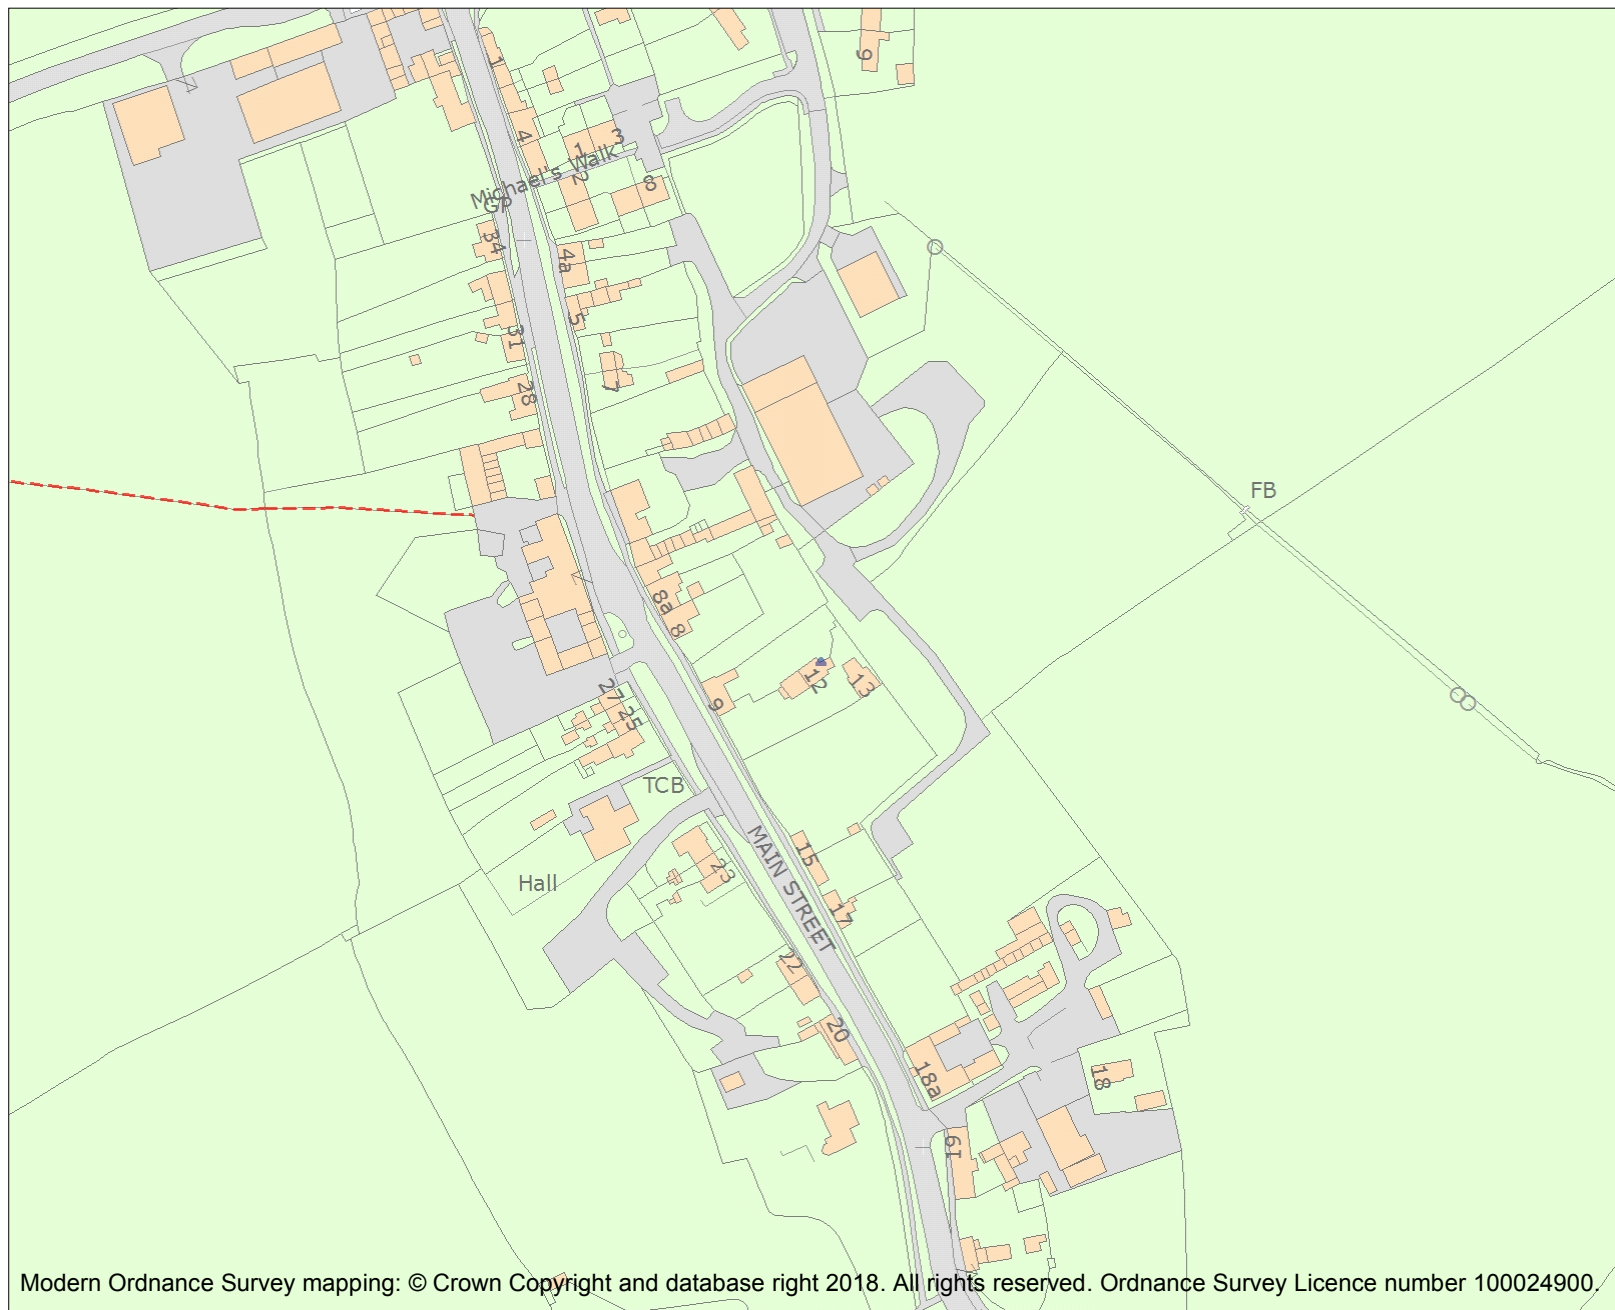 1
9
4
1
3
Michael's Walk
2
8
GP
34
4a
5
31
7
28
FB
8a
8
12
13
27
25
9
TCB
MAIN STREET
15
23
Hall
17
22
20
18a
18
19
Modern Ordnance Survey mapping: © Crown Copyright and database right 2018. All rights reserved. Ordnance Survey Licence number 100024900.